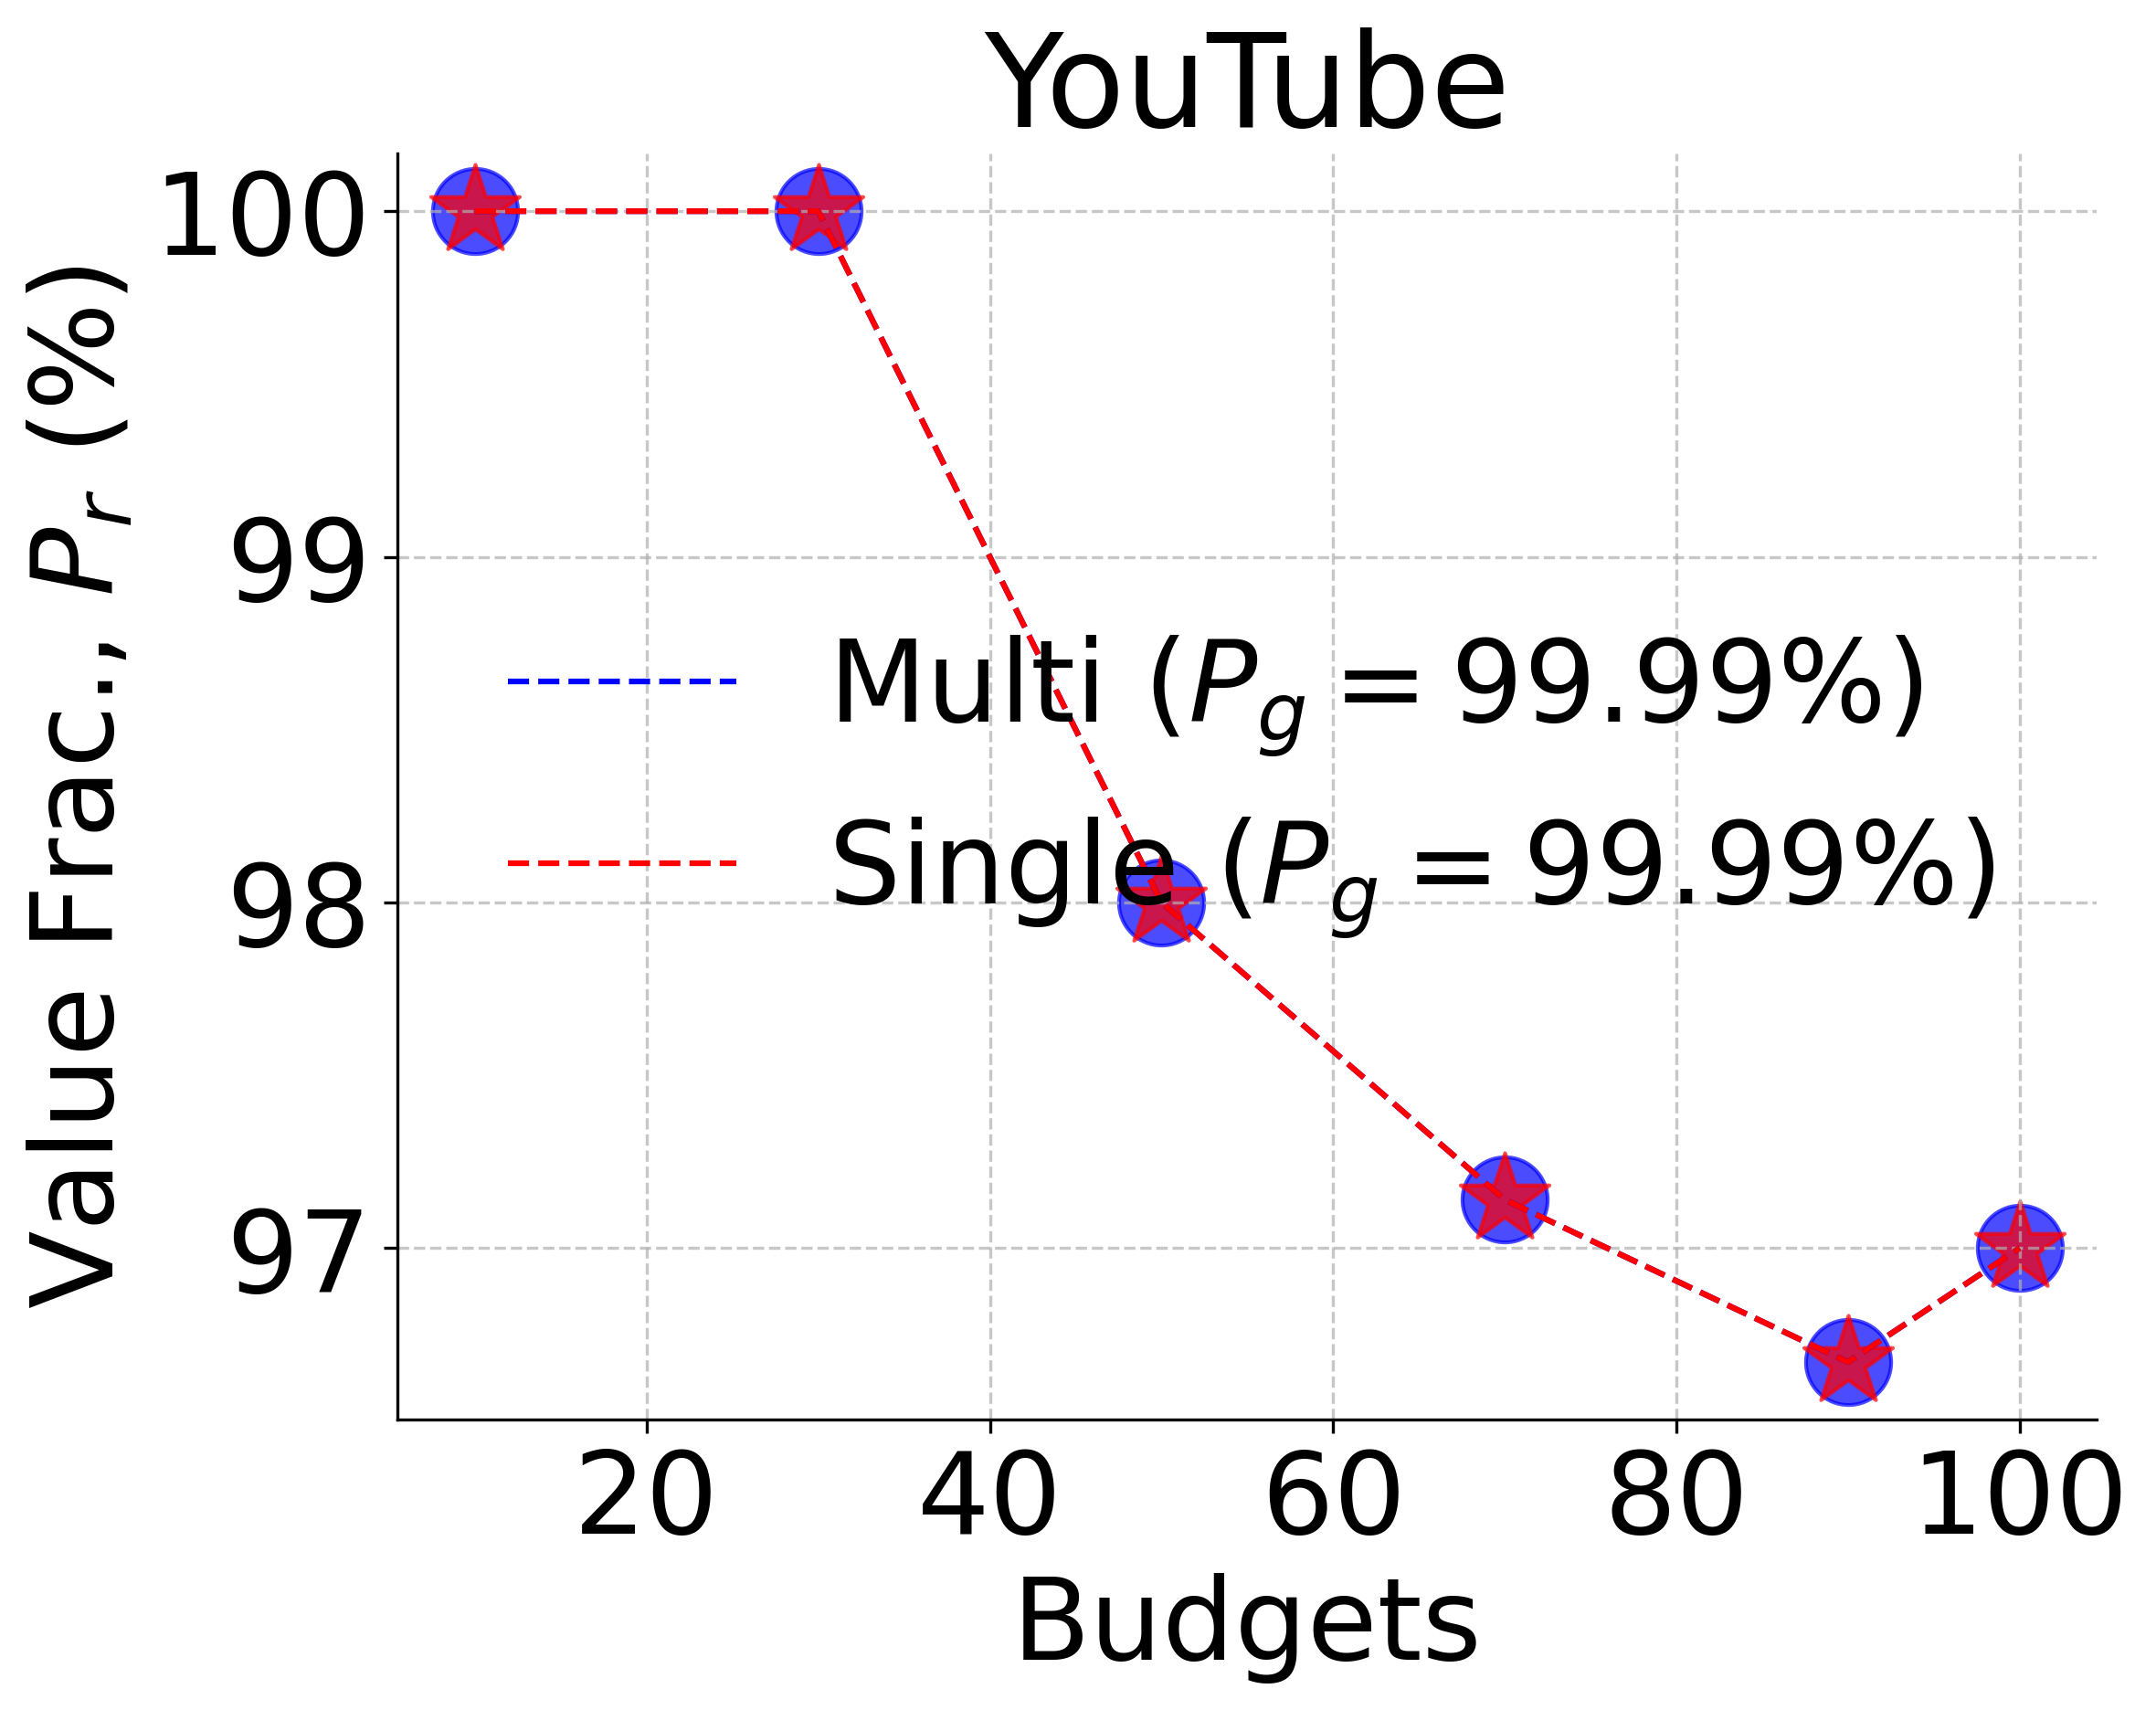 YouTube
Value Frac., P_r (%)
100
99
98
97
Multi (P_g = 99.99%)
Single (P_g = 99.99%)
20 40 60 80 100
Budgets